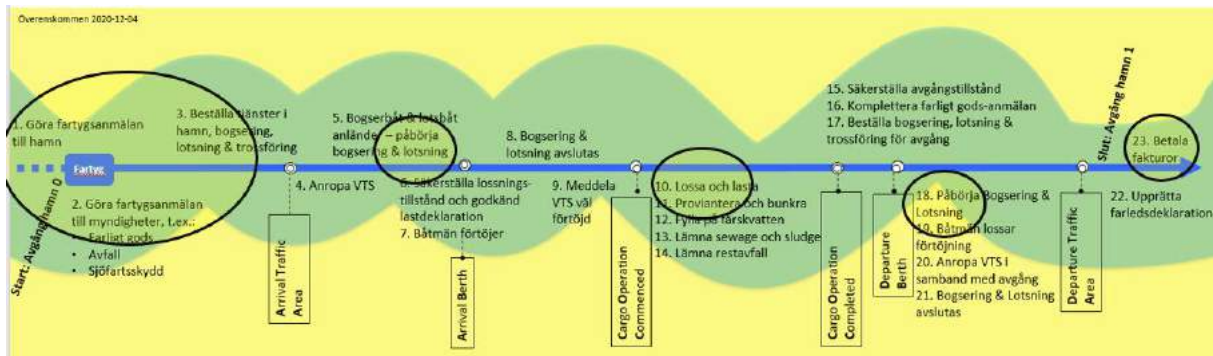 Överenskommen 2020-12-04
1. Göra fartygsanmälan
till hamn
Fartyg
Start: Avgång hamn 0
2. Göra fartygsanmälan
till myndigheter, t.ex.:
• Farligt gods
• Avfall
• Sjöfartsskydd
3. Beställa tjänster i
hamn, bogsering,
lotsning & trossföring
4. Anropa VTS
Arrival Traffic
Area
5. Bogserbåt & lotsbåt
anländer – påbörja
bogsering & lotsning
6. Säkerställa lossnings-
tillstånd och godkänd
lastdeklaration
7. Båtmän förtöjer
Arrival Berth
8. Bogsering &
lotsning avslutas
9. Meddela
VTS väl
förtöjd
Cargo Operation
Commenced
10. Lossa och lasta
11. Proviantera och bunkra
12. Fylla på färskvatten
13. Lämna sewage och sludge
14. Lämna restavfall
15. Säkerställa avgångstillstånd
16. Komplettera farligt gods-anmälan
17. Beställa bogsering, lotsning &
trossföring för avgång
Cargo Operation
Completed
Departure
Berth
18. Påbörja Bogsering &
Lotsning
19. Båtmän lossar
förtöjning
20. Anropa VTS i
samband med avgång
21. Bogsering & Lotsning
avslutas
Departure Traffic
Area
Slut: Avgång hamn 1
22. Upprätta
farledsdeklaration
23. Betala
fakturor